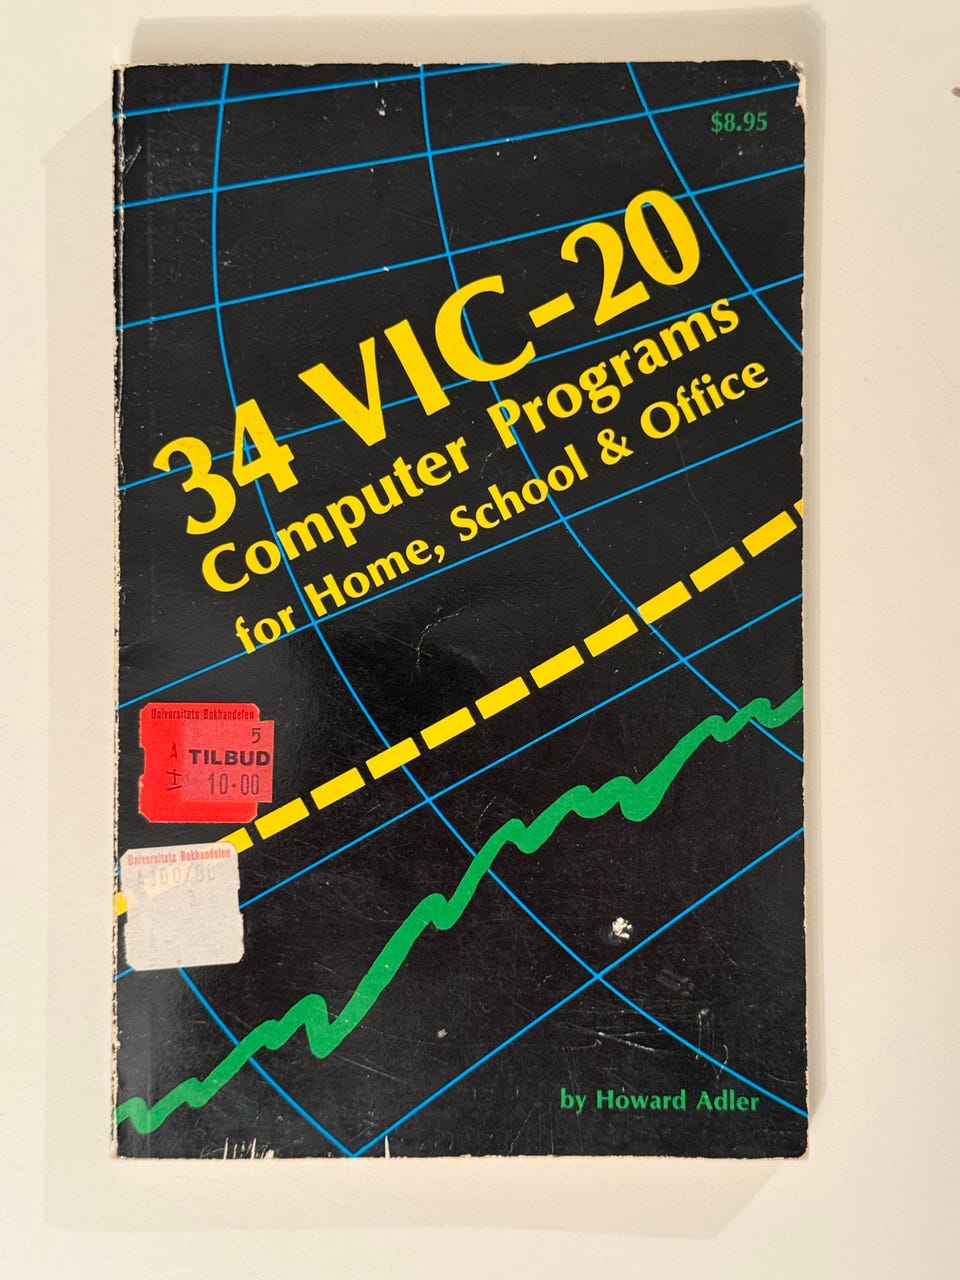 $8.95
34 VIC-20
Computer Programs
for Home, School & Office
Universitets Bokhandelen
5
A
TILBUD
10-00
Universitets Bokhandelen
by Howard Adler